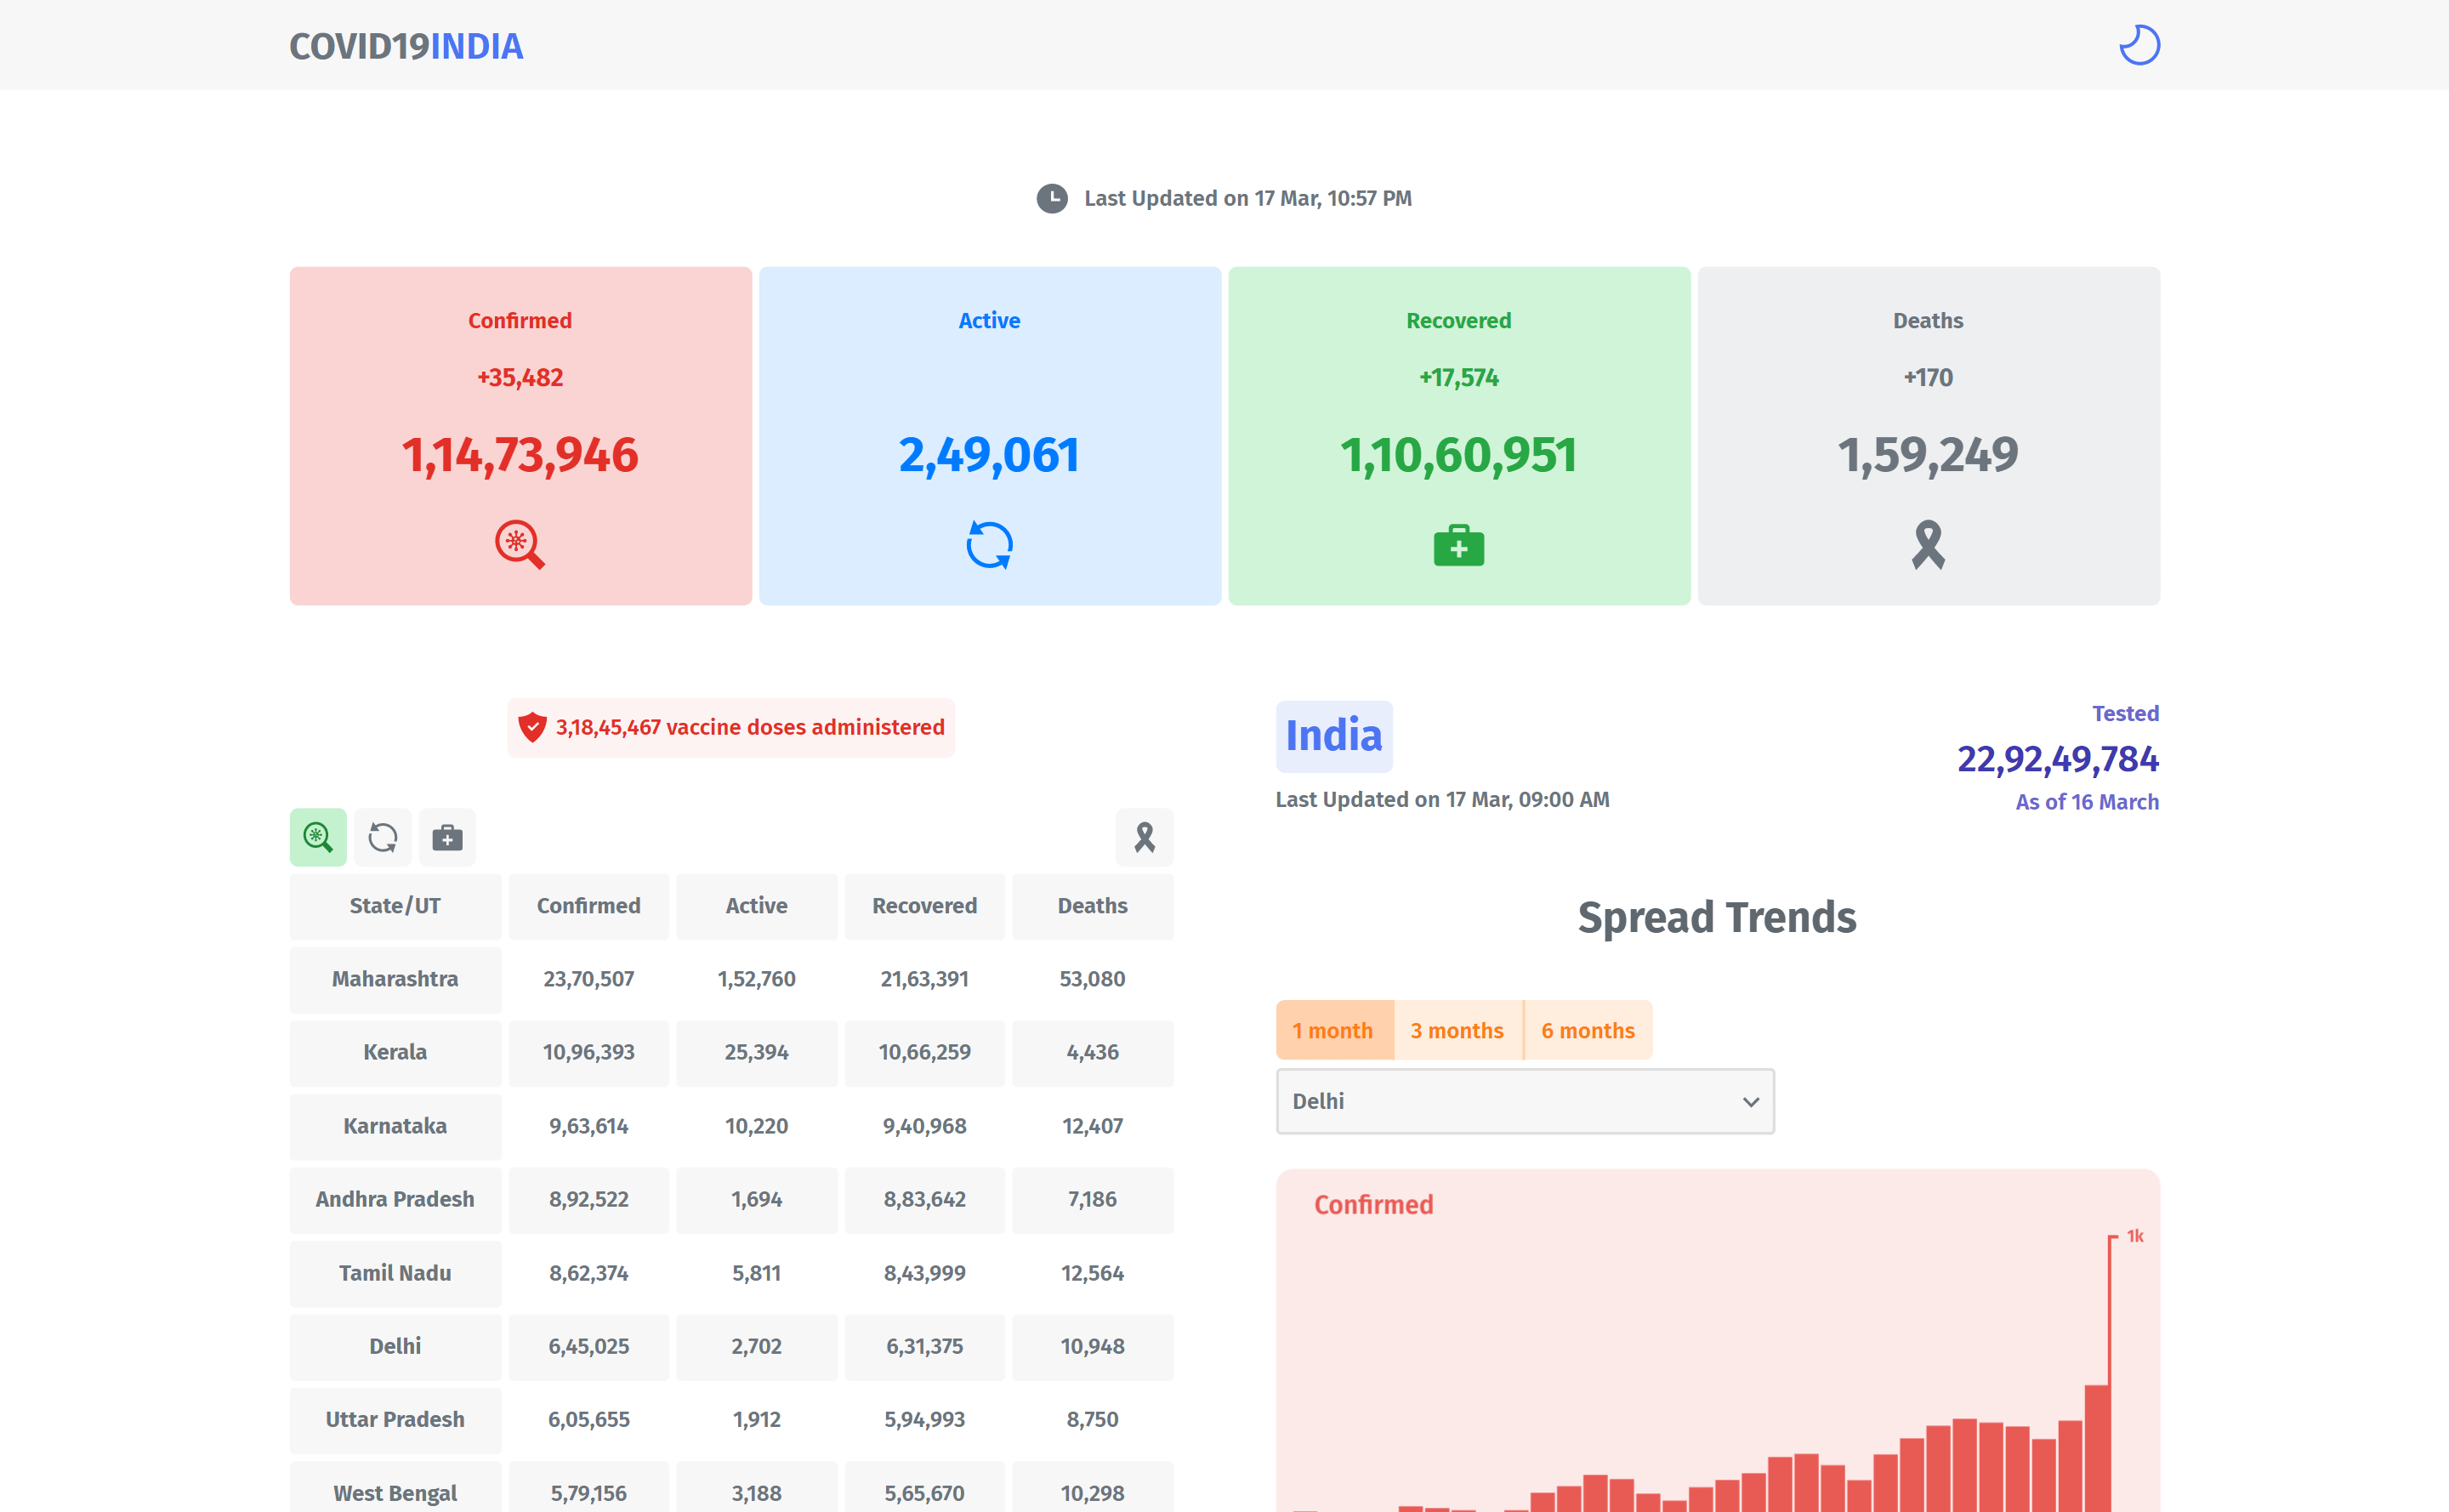 COVID19INDIA
Last Updated on 17 Mar, 10:57 PM
Confirmed
+35,482
1,14,73,946
Active
2,49,061
Recovered
+17,574
1,10,60,951
Deaths
+170
1,59,249
3,18,45,467 vaccine doses administered
State/UT Confirmed Active Recovered Deaths
Maharashtra 23,70,507 1,52,760 21,63,391 53,080
Kerala 10,96,393 25,394 10,66,259 4,436
Karnataka 9,63,614 10,220 9,40,968 12,407
Andhra Pradesh 8,92,522 1,694 8,83,642 7,186
Tamil Nadu 8,62,374 5,811 8,43,999 12,564
Delhi 6,45,025 2,702 6,31,375 10,948
Uttar Pradesh 6,05,655 1,912 5,94,993 8,750
West Bengal 5,79,156 3,188 5,65,670 10,298
India
Last Updated on 17 Mar, 09:00 AM
Tested
22,92,49,784
As of 16 March
Spread Trends
1 month 3 months 6 months
Delhi
Confirmed
1k